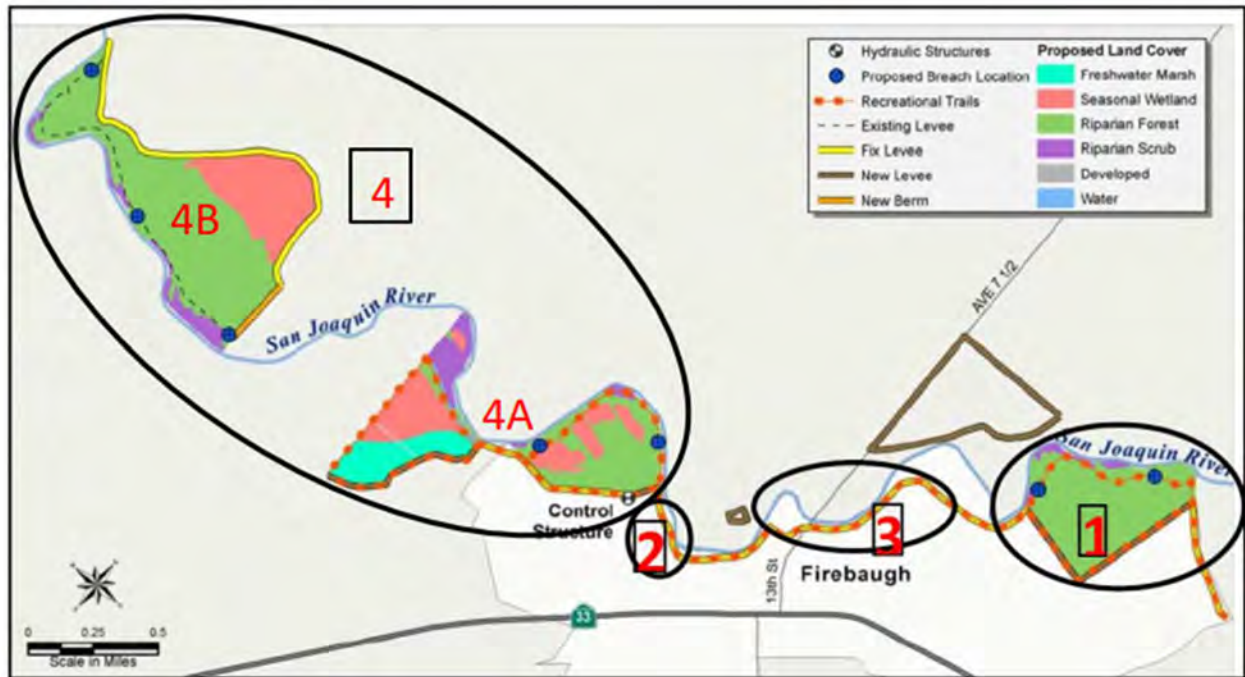 Hydraulic Structures
Proposed Breach Location
Recreational Trails
Existing Levee
Fix Levee
New Levee
New Berm
Proposed Land Cover
Freshwater Marsh
Seasonal Wetland
Riparian Forest
Riparian Scrub
Developed
Water
4
4B
San Joaquin River
AVE 7 1/2
4A
San Joaquin River
Control
Structure
2
3
1
Firebaugh
13th St
33
0 0.25 0.5
Scale in Miles